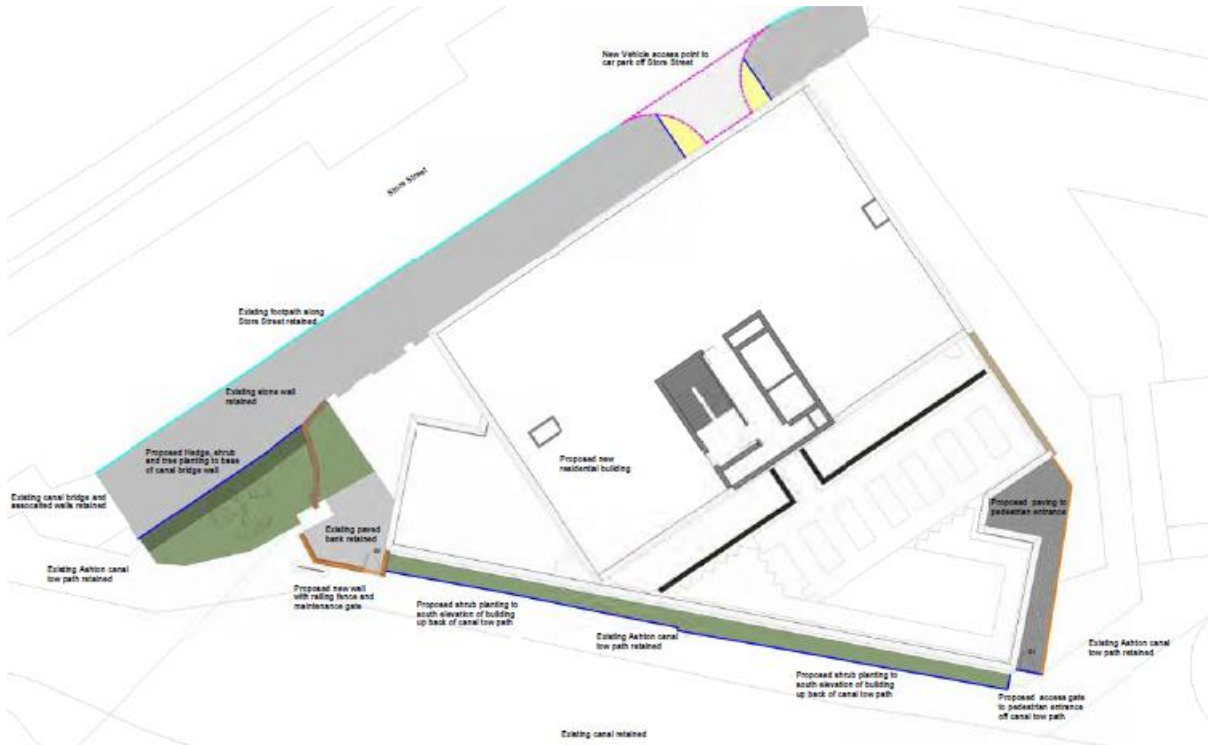 New Vehicle access point to
car park off Store Street
Store Street
Existing footpath along
Store Street retained
Existing stone wall
retained
Proposed Hedge, shrub
and tree planting to base
of canal bridge wall
Existing canal bridge and
associated walls retained
Existing paved
bank retained
Existing Ashton canal
tow path retained
Proposed new wall
with railing fence and
maintenance gate
Proposed shrub planting to
south elevation of building
up back of canal tow path
Proposed new
residential building
Existing Ashton canal
tow path retained
Proposed paving to
pedestrian entrance
Proposed shrub planting to
south elevation of building
up back of canal tow path
Existing Ashton canal
tow path retained
Proposed access gate
to pedestrian entrance
off canal tow path
Existing canal retained